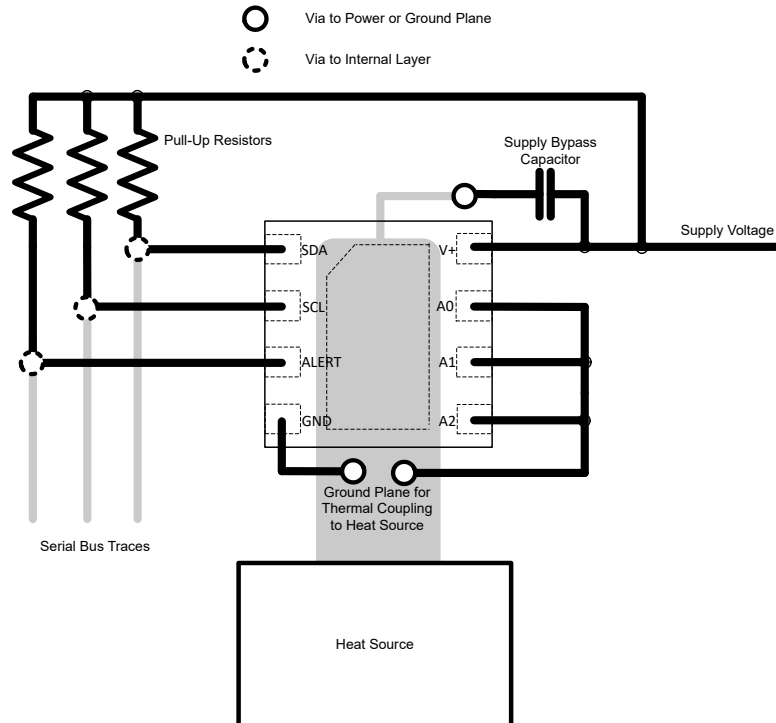 Via to Power or Ground Plane
Via to Internal Layer
Pull-Up Resistors
Supply Bypass
Capacitor
Supply Voltage
SDA
V+
SCL
A0
ALERT
A1
GND
A2
Ground Plane for
Thermal Coupling
to Heat Source
Serial Bus Traces
Heat Source